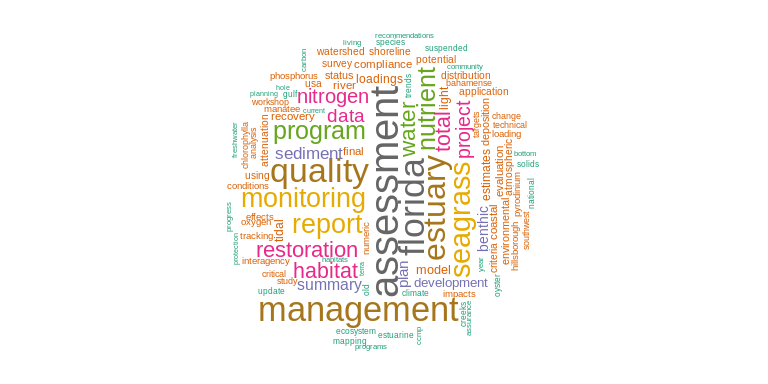 recommendations
living
species
watershed
shoreline
suspended
carbon
survey
compliance
potential
community
phosphorus
status
loadings
trends
distribution
hole
usa
river
bahamense
planning
gulf
nitrogen
light
application
workshop
manatee
current
data
water
nutrient
total
project
targets
deposition
change
recovery
program
technical
loading
freshwater
chlorophylla
analysis
attenuation
sediment
final
assessment
florida
estuary
seagrass
bottom
solids
quality
using
estimates
evaluation
atmospheric
conditions
monitoring
pyrodinium
national
progress
effects
oxygen
tidal
report
numeric
benthic
coastal
environmental
southwest
protection
tracking
restoration
criteria
hillsborough
interagency
habitats
habitat
tierra
plan
model
year
critical
study
summary
old
development
oyster
update
climate
impacts
management
creeks
assurance
ecosystem
estuarine
ccmp
mapping
programs